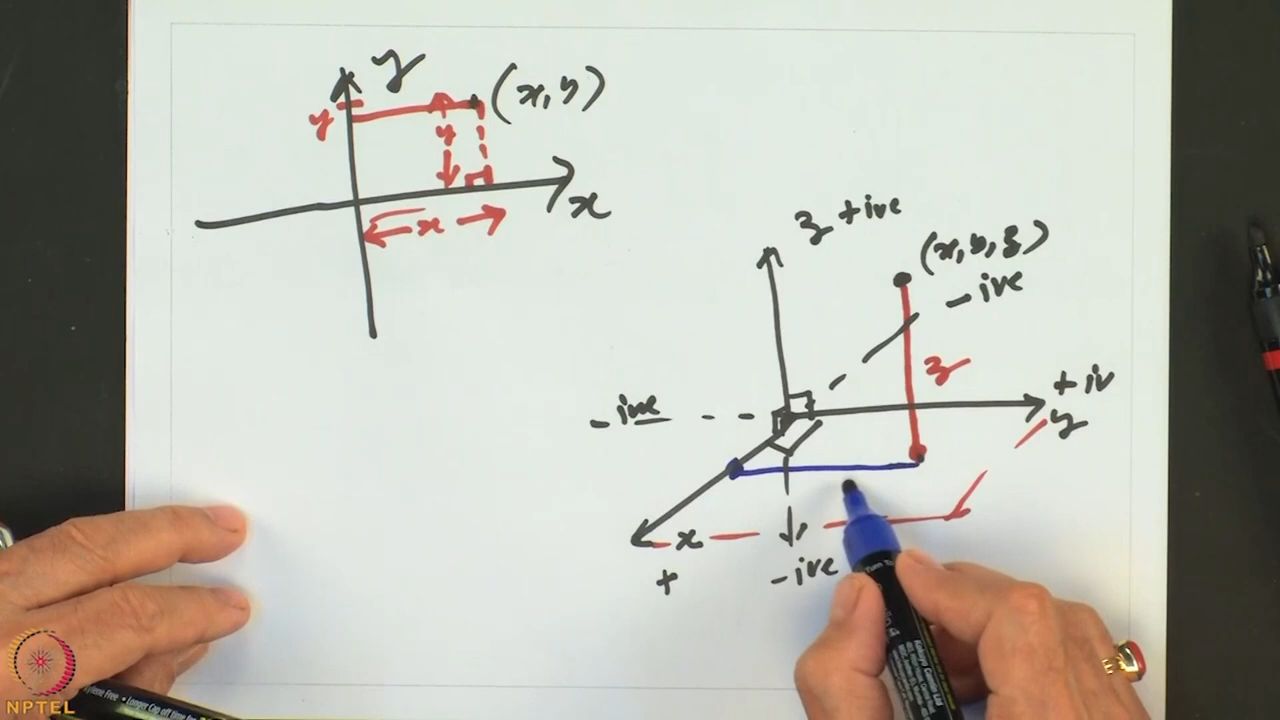 y
(x, y)
y
y
x
x
z +ive
(x, y, z)
-ive
z
+iv
y
-ive
x
+
-ive
NPTEL